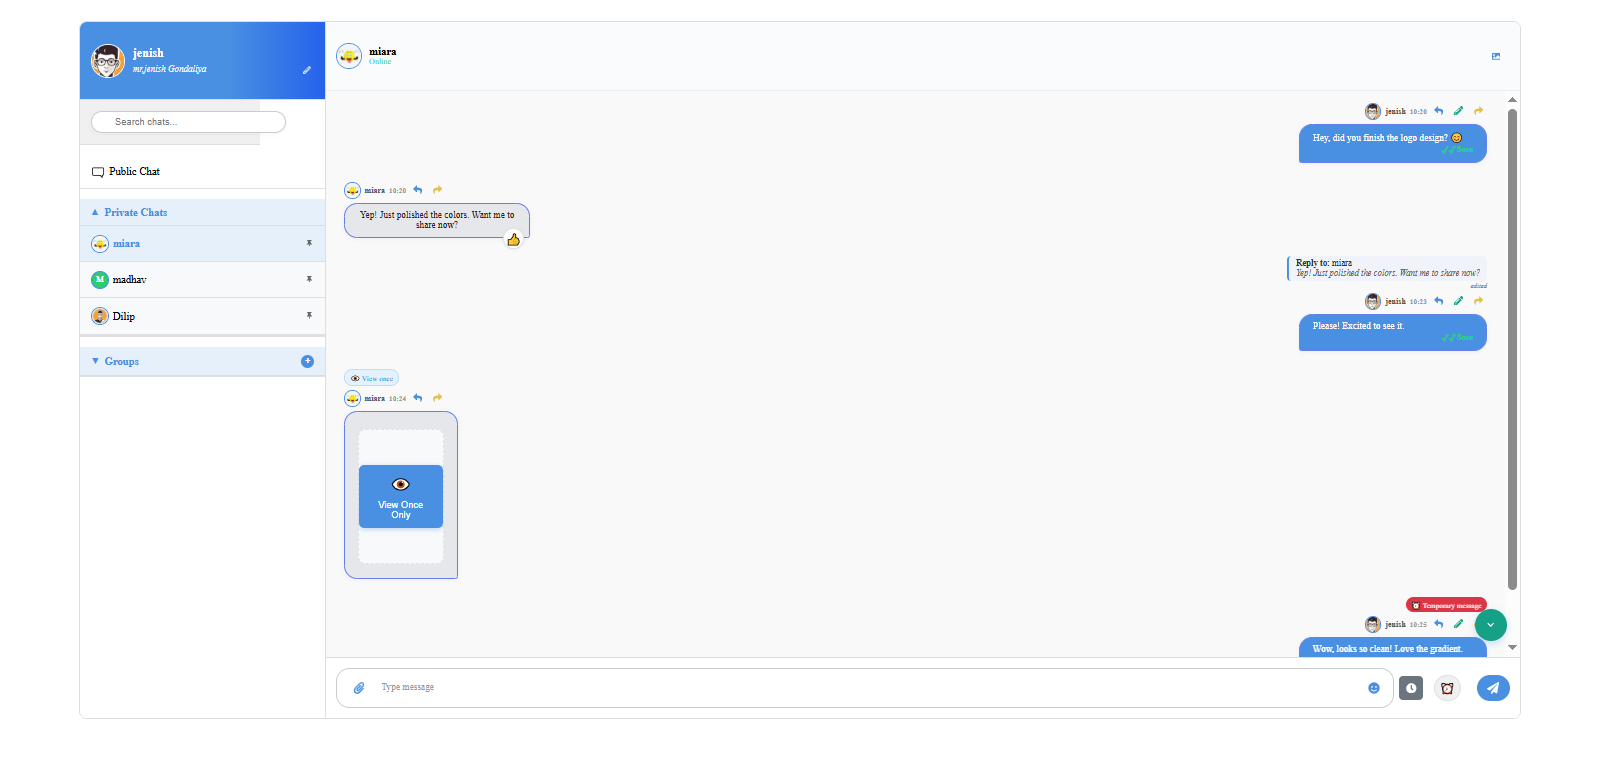 jenish
mr.jenish Gondaliya
Search chats...
Public Chat
▲ Private Chats
miara
M madhav
Dilip
▼ Groups
+
miara
Online
jenish 10:20
Hey, did you finish the logo design? 😊
✓✓Seen
miara 10:20
Yep! Just polished the colors. Want me to
share now?
👍
Reply to: miara
Yep! Just polished the colors. Want me to share now?
edited
jenish 10:23
Please! Excited to see it.
✓✓Seen
👁 View once
miara 10:24
View Once
Only
⏰ Temporary message
jenish 10:25
Wow, looks so clean! Love the gradient.
Type message